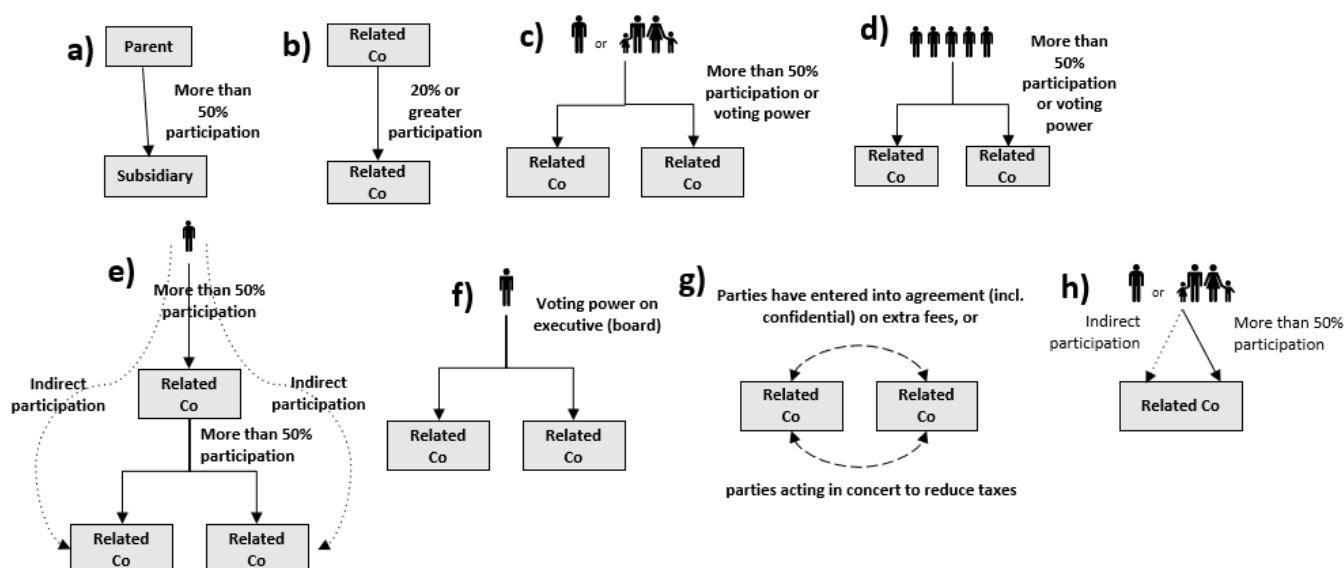 a)
Parent
More than
50%
participation
Subsidiary
b)
Related
Co
20% or
greater
participation
Related
Co
c)
or
More than 50%
participation or
voting power
Related
Co
Related
Co
d)
More than
50%
participation
or voting
power
Related
Co
Related
Co
e)
More than 50%
participation
Indirect
participation
Related
Co
Indirect
participation
More than 50%
participation
Related
Co
Related
Co
f)
Voting power on
executive (board)
Related
Co
Related
Co
g)
Parties have entered into agreement (incl.
confidential) on extra fees, or
Related
Co
Related
Co
parties acting in concert to reduce taxes
h)
or
Indirect
participation
More than 50%
participation
Related Co